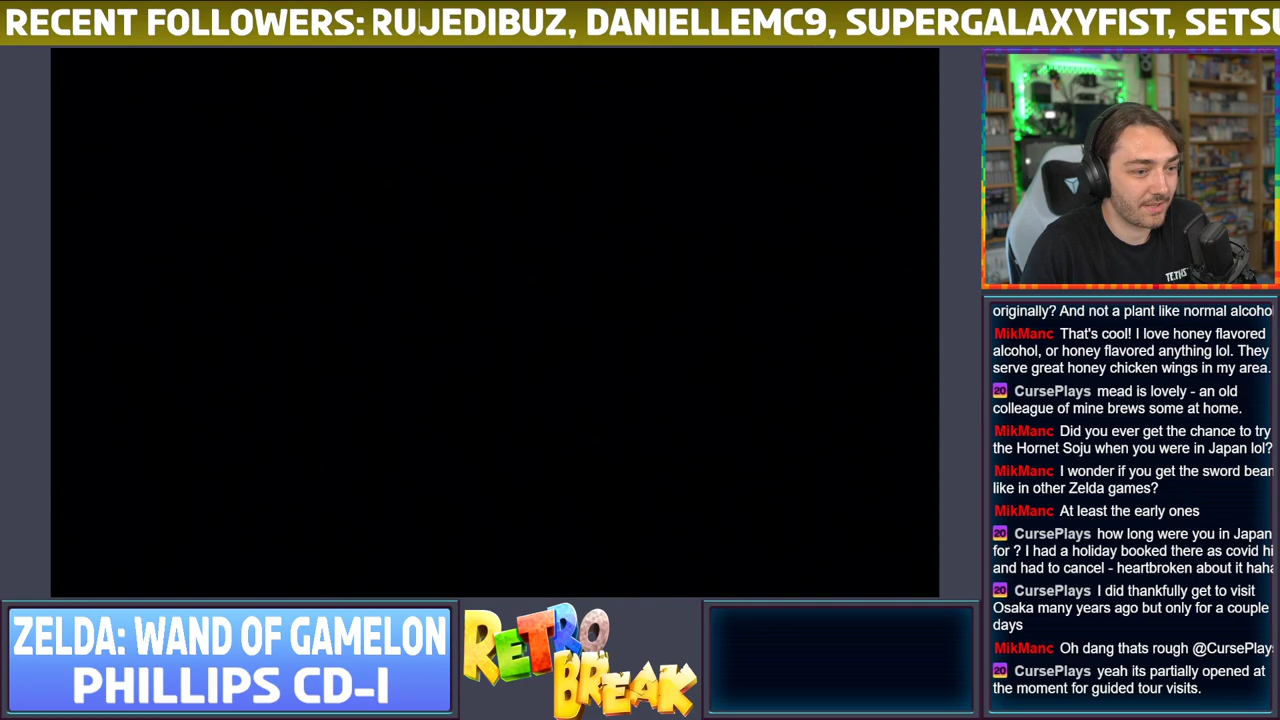 RECENT FOLLOWERS: RUJEDIBUZ, DANIELLEMC9, SUPERGALAXYFIST, SETSU
originally? And not a plant like normal alcoho
MikManc That's cool! I love honey flavored
alcohol, or honey flavored anything lol. They
serve great honey chicken wings in my area.
20 CursePlays mead is lovely - an old
colleague of mine brews some at home.
MikManc Did you ever get the chance to try
the Hornet Soju when you were in Japan lol?
MikManc I wonder if you get the sword beam
like in other Zelda games?
MikManc At least the early ones
20 CursePlays how long were you in Japan
for ? I had a holiday booked there as covid hi
and had to cancel - heartbroken about it haha
20 CursePlays I did thankfully get to visit
Osaka many years ago but only for a couple
days
MikManc Oh dang thats rough @CursePlays
20 CursePlays yeah its partially opened at
the moment for guided tour visits.
ZELDA: WAND OF GAMELON
PHILLIPS CD-I
RETRO
BREAK